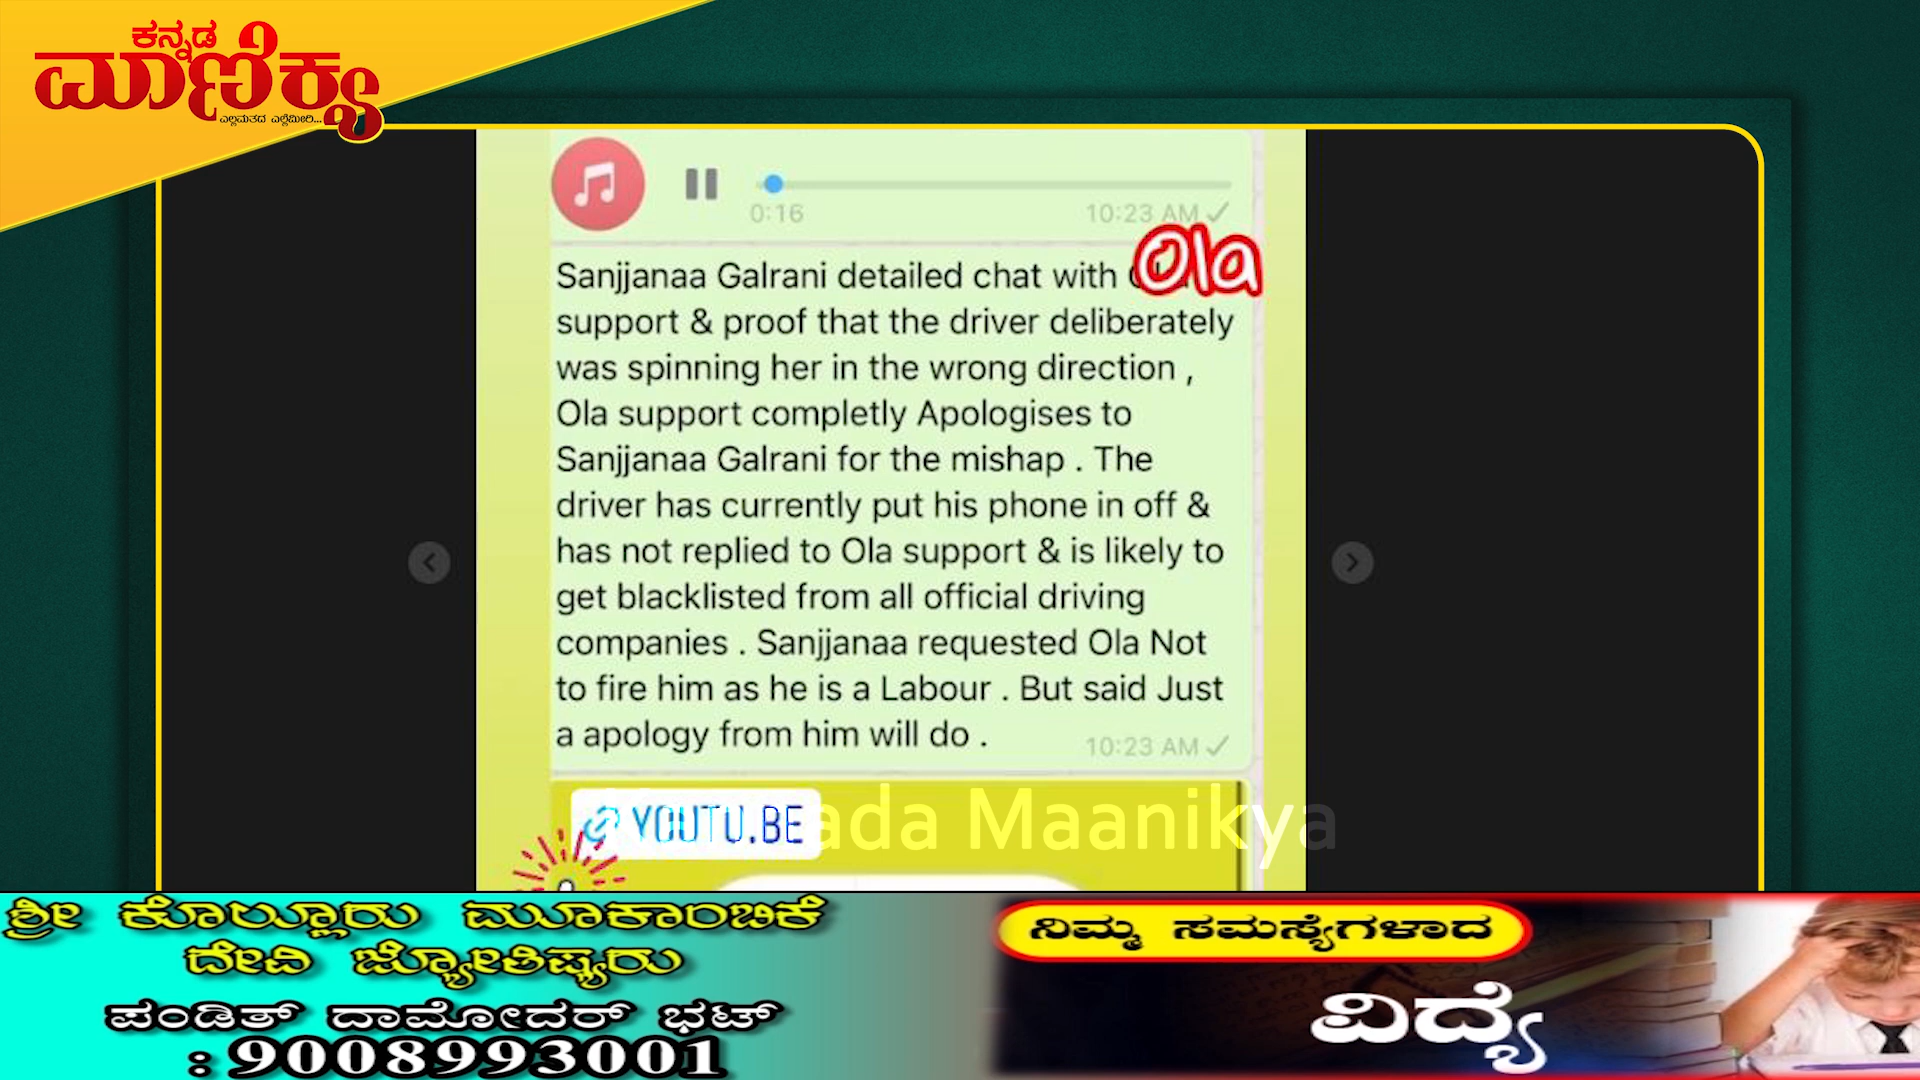 ಕನ್ನಡ
ಮಾಣಿಕ್ಯ
ಎಲ್ಲಮತದ ಎಲ್ಲೆಮೀರಿ...
0:16
10:23 AM
Ola
Sanjjanaa Galrani detailed chat with
support & proof that the driver deliberately
was spinning her in the wrong direction ,
Ola support completly Apologises to
Sanjjanaa Galrani for the mishap . The
driver has currently put his phone in off &
has not replied to Ola support & is likely to
get blacklisted from all official driving
companies . Sanjjanaa requested Ola Not
to fire him as he is a Labour . But said Just
a apology from him will do .
10:23 AM
YOUTU.BE
ada Maanikya
ಶ್ರೀ ಕೊಲ್ಲೂರು ಮೂಕಾಂಬಿಕೆ
ದೇವಿ ಜ್ಯೋತಿಷ್ಯರು
ಪಂಡಿತ್ ದಾಮೋದರ್ ಭಟ್
: 9008993001
ನಿಮ್ಮ ಸಮಸ್ಯೆಗಳಾದ
ವಿದ್ಯೆ